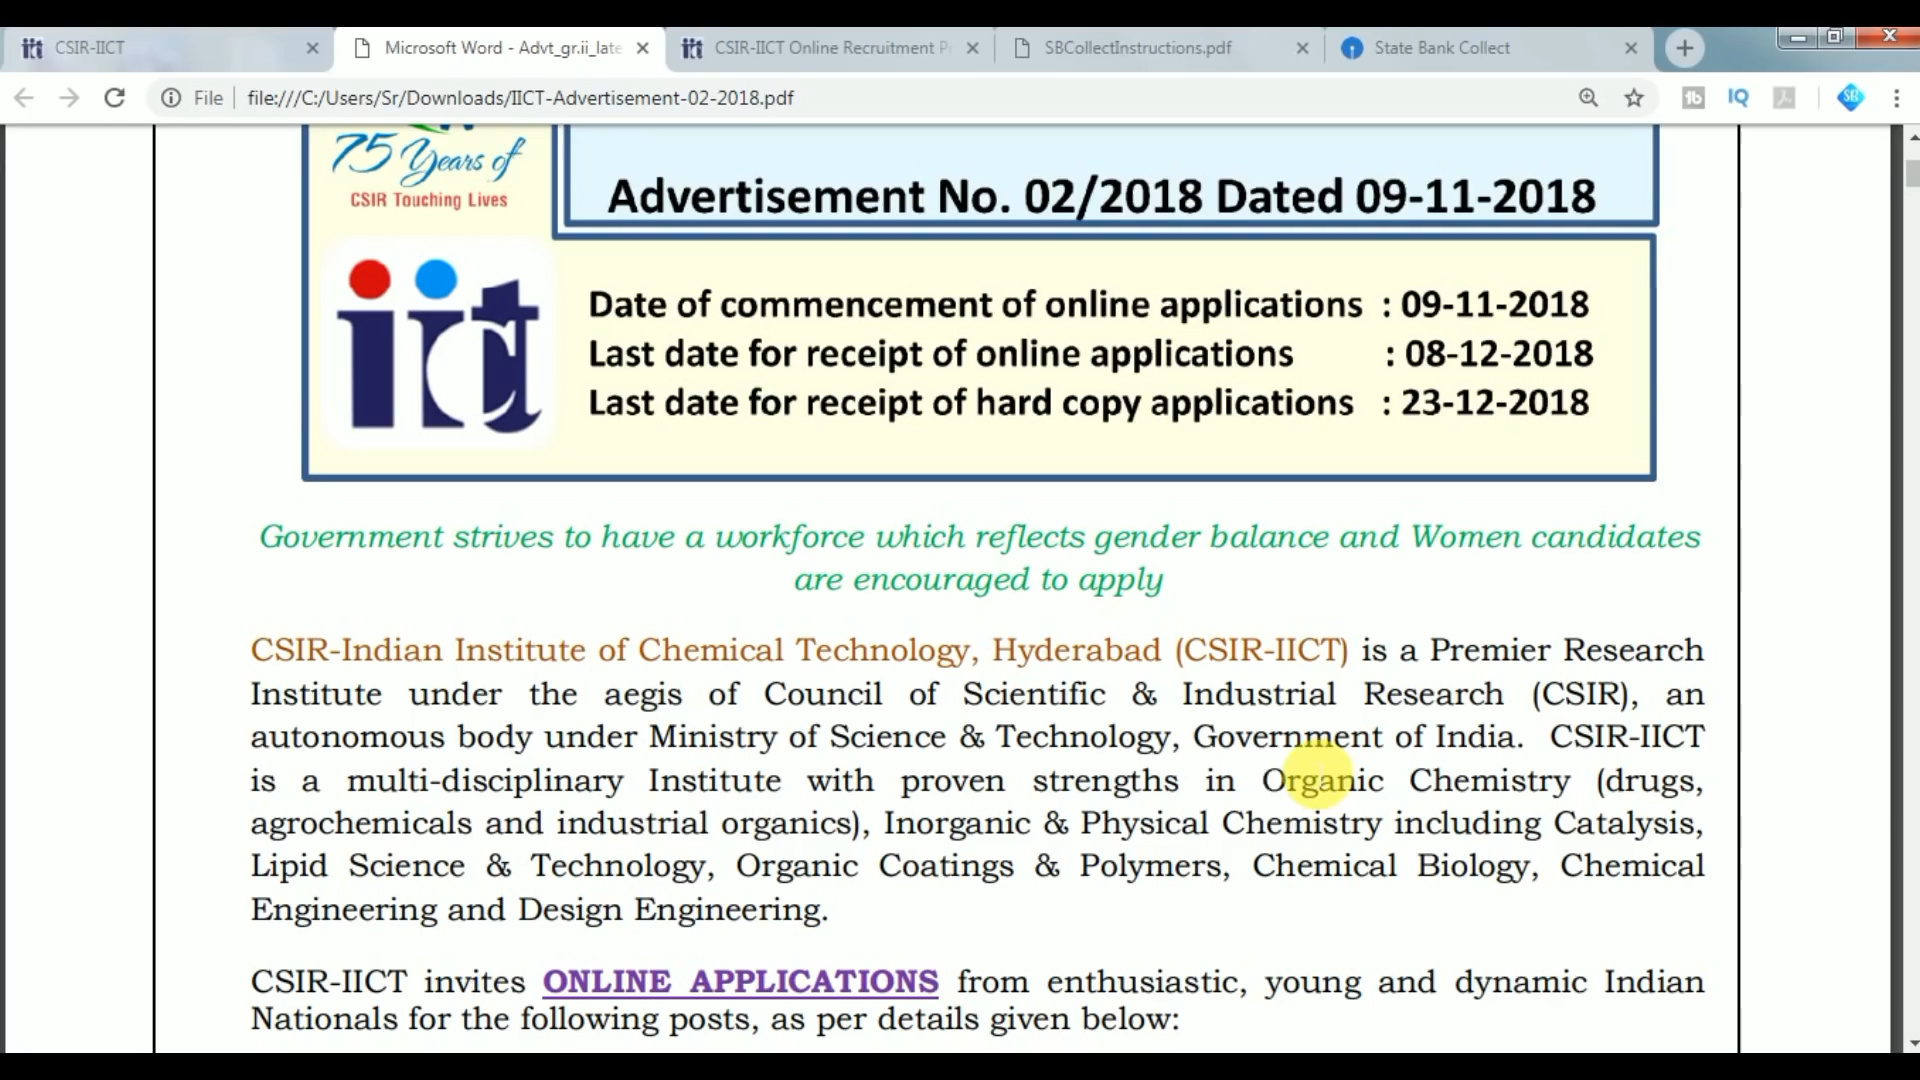 CSIR-IICT
Microsoft Word - Advt_gr.ii_late
CSIR-IICT Online Recruitment P
SBCollectInstructions.pdf
State Bank Collect
File
file:///C:/Users/Sr/Downloads/IICT-Advertisement-02-2018.pdf
75 Years of
CSIR Touching Lives
Advertisement No. 02/2018 Dated 09-11-2018
iict
Date of commencement of online applications : 09-11-2018
Last date for receipt of online applications : 08-12-2018
Last date for receipt of hard copy applications : 23-12-2018
Government strives to have a workforce which reflects gender balance and Women candidates
are encouraged to apply
CSIR-Indian Institute of Chemical Technology, Hyderabad (CSIR-IICT) is a Premier Research
Institute under the aegis of Council of Scientific & Industrial Research (CSIR), an
autonomous body under Ministry of Science & Technology, Government of India. CSIR-IICT
is a multi-disciplinary Institute with proven strengths in Organic Chemistry (drugs,
agrochemicals and industrial organics), Inorganic & Physical Chemistry including Catalysis,
Lipid Science & Technology, Organic Coatings & Polymers, Chemical Biology, Chemical
Engineering and Design Engineering.
CSIR-IICT invites ONLINE APPLICATIONS from enthusiastic, young and dynamic Indian
Nationals for the following posts, as per details given below: